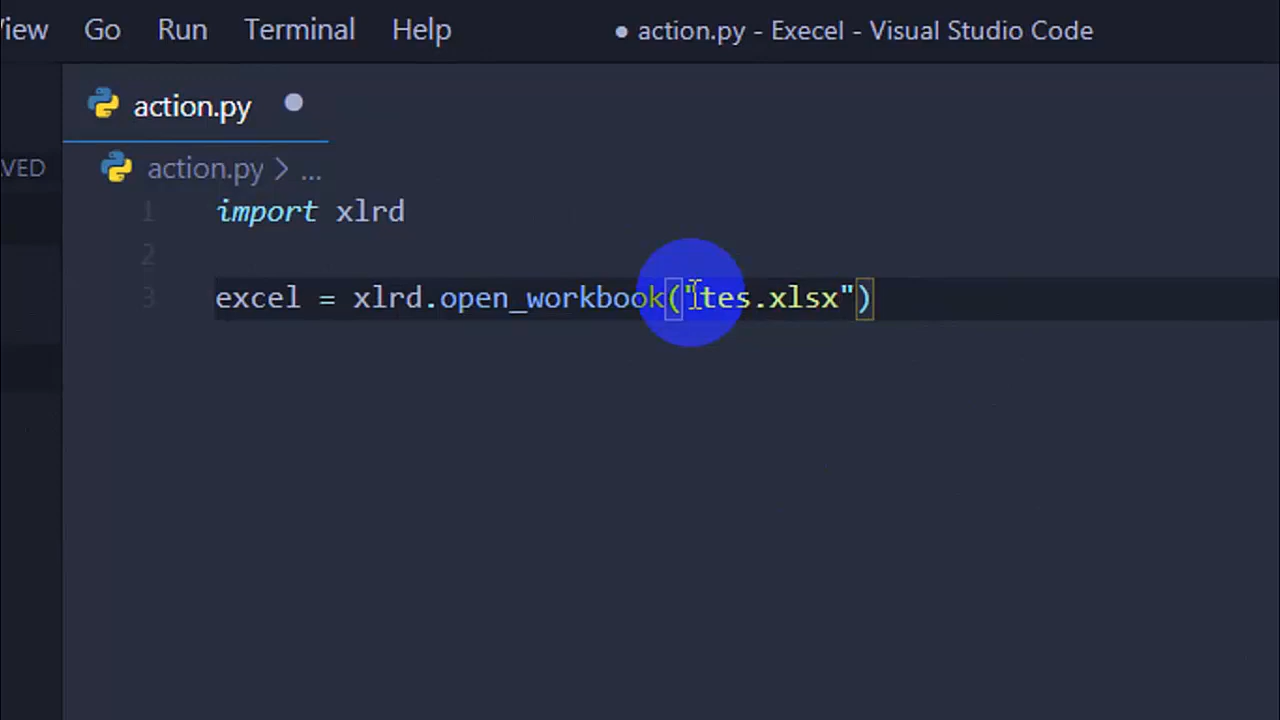 View Go Run Terminal Help ● action.py - Execel - Visual Studio Code
action.py ●
AVED
action.py > ...
1 import xlrd
2
3 excel = xlrd.open_workbook("tes.xlsx")